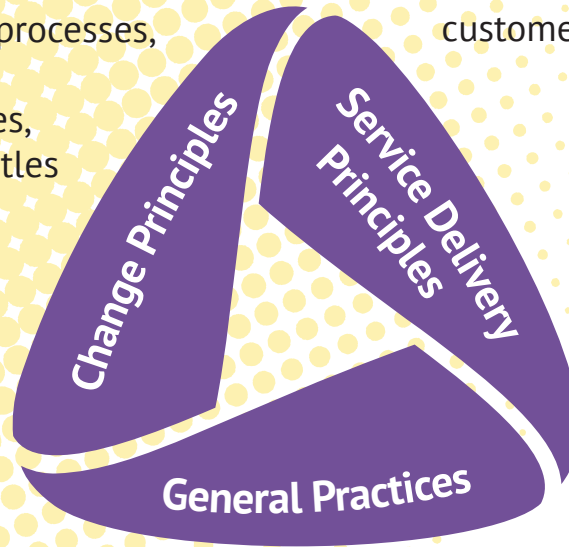 processes,
custome
es,
tles
Change Principles
Service Delivery
Principles
General Practices